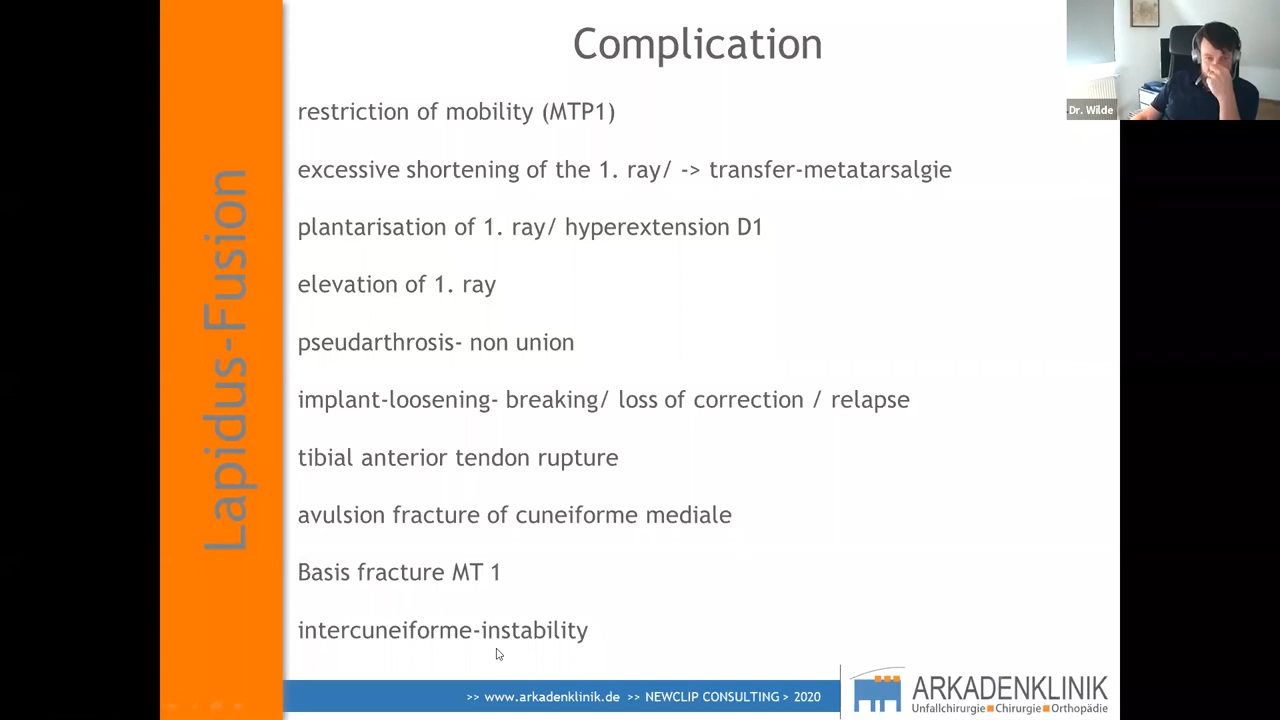 Complication
Dr. Wilde
Lapidus-Fusion
restriction of mobility (MTP1)
excessive shortening of the 1. ray/ -> transfer-metatarsalgie
plantarisation of 1. ray/ hyperextension D1
elevation of 1. ray
pseudarthrosis- non union
implant-loosening- breaking/ loss of correction / relapse
tibial anterior tendon rupture
avulsion fracture of cuneiforme mediale
Basis fracture MT 1
intercuneiforme-instability
>> www.arkadenklinik.de >> NEWCLIP CONSULTING > 2020
ARKADENKLINIK
Unfallchirurgie ■ Chirurgie ■ Orthopädie